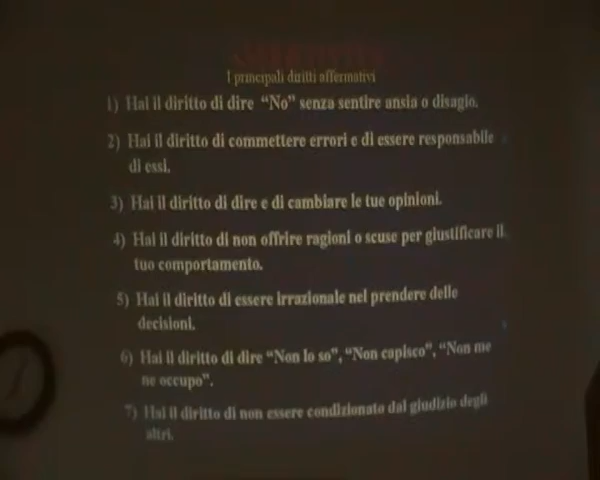 I principali diritti affermativi
1) Hai il diritto di dire “No” senza sentire ansia o disagio.
2) Hai il diritto di commettere errori e di essere responsabile
di essi.
3) Hai il diritto di dire e di cambiare le tue opinioni.
4) Hai il diritto di non offrire ragioni o scuse per giustificare il
tuo comportamento.
5) Hai il diritto di essere irrazionale nel prendere delle
decisioni.
6) Hai il diritto di dire “Non lo so”, “Non capisco”, “Non me
ne occupo”.
7) Hai il diritto di non essere condizionato dal giudizio degli
altri.